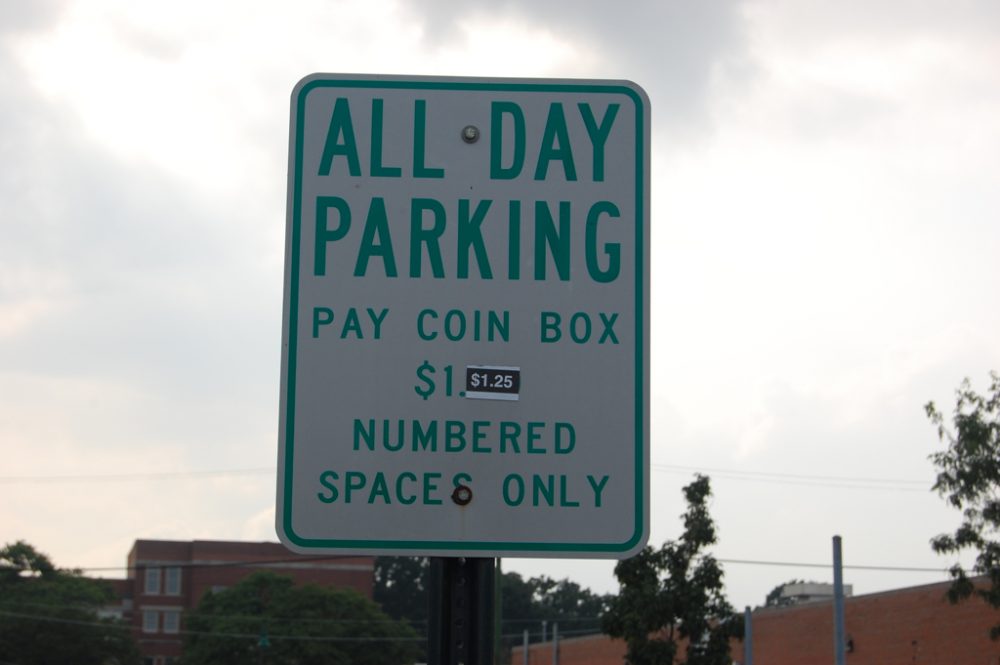 ALL DAY
PARKING
PAY COIN BOX
$1.$1.25
NUMBERED
SPACES ONLY